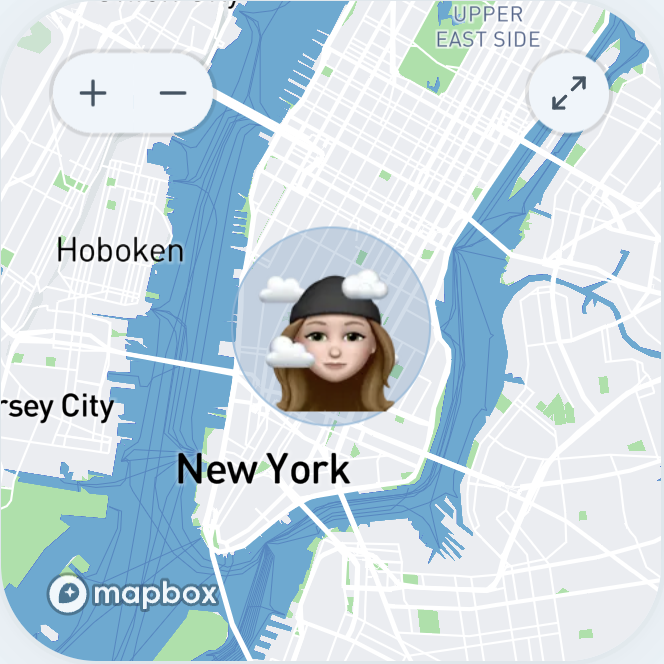 UPPER
EAST SIDE
Hoboken
rsey City
New York
mapbox